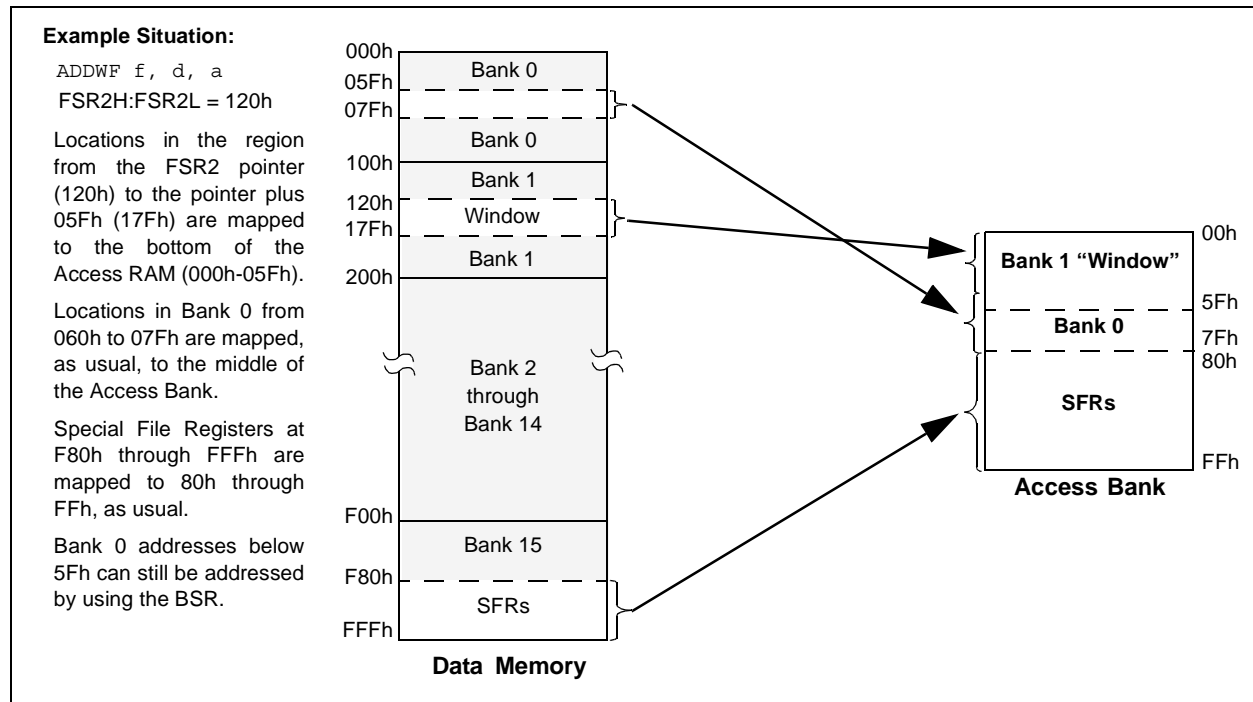 Example Situation:
ADDWF f, d, a
FSR2H:FSR2L = 120h
Locations in the region
from the FSR2 pointer
(120h) to the pointer plus
05Fh (17Fh) are mapped
to the bottom of the
Access RAM (000h-05Fh).
Locations in Bank 0 from
060h to 07Fh are mapped,
as usual, to the middle of
the Access Bank.
Special File Registers at
F80h through FFFh are
mapped to 80h through
FFh, as usual.
Bank 0 addresses below
5Fh can still be addressed
by using the BSR.
000h
05Fh
07Fh
100h
120h
17Fh
200h
F00h
F80h
FFFh
Bank 0
Bank 0
Bank 1
Window
Bank 1
Bank 2
through
Bank 14
Bank 15
SFRs
Data Memory
Bank 1 “Window”
Bank 0
SFRs
00h
5Fh
7Fh
80h
FFh
Access Bank